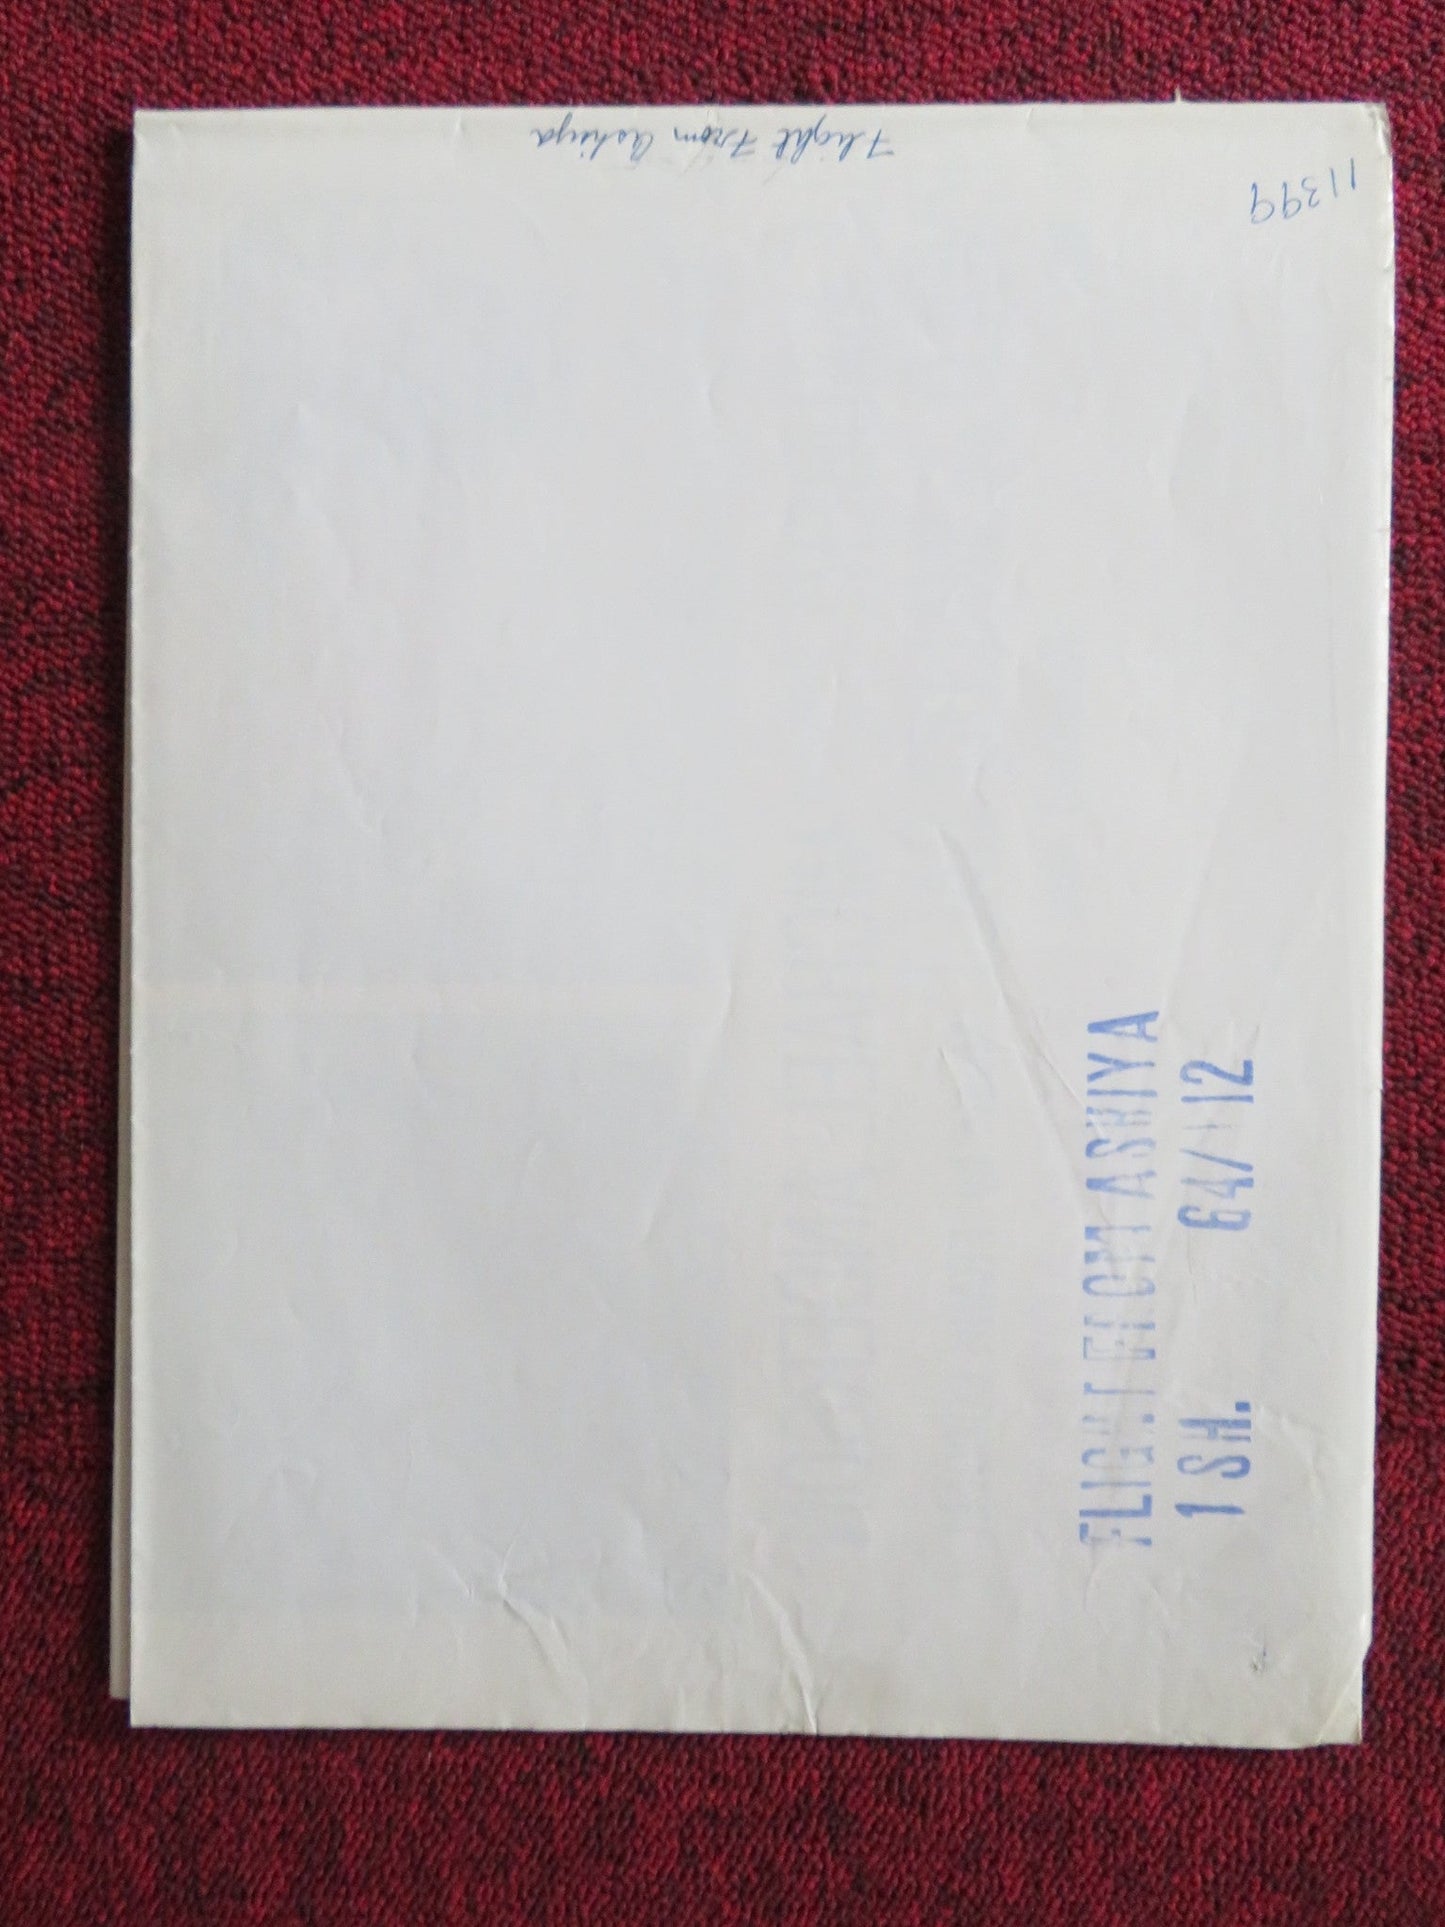 Flight From Ashiya
11399
FLIGHT FROM ASHIYA
1 SH. 64/112